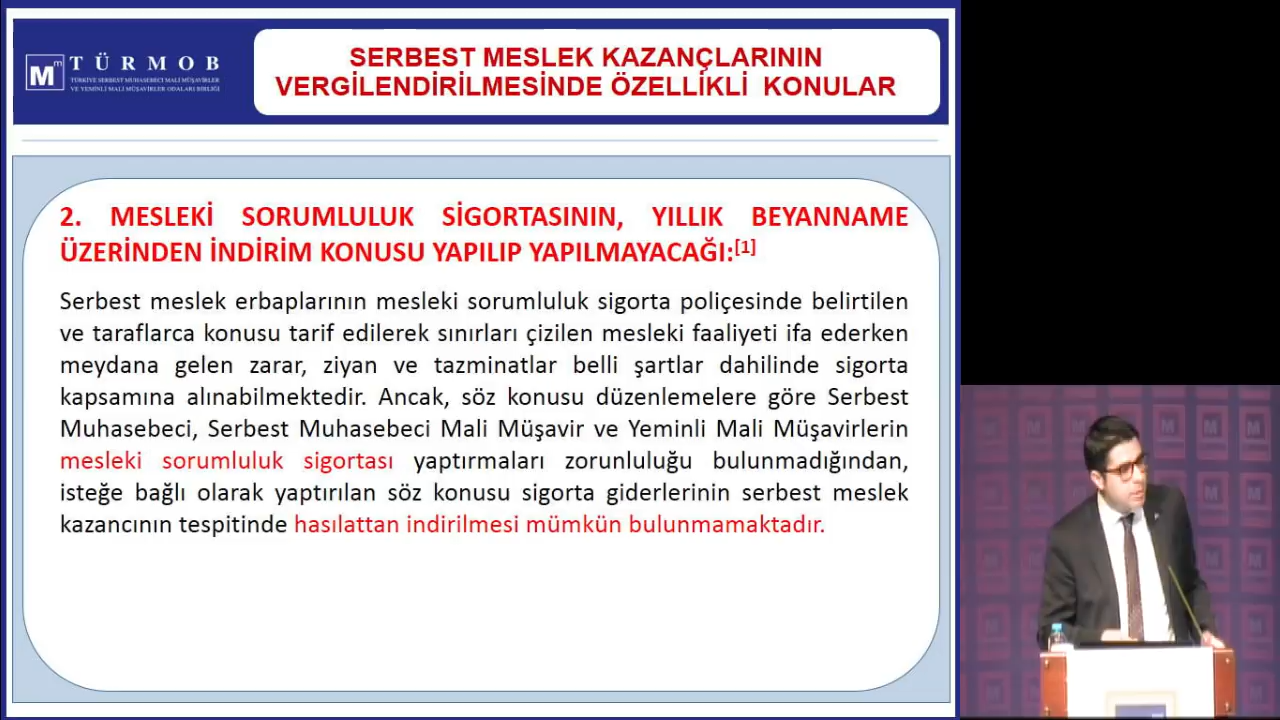 TÜRMOB
TÜRKİYE SERBEST MUHASEBECİ MALİ MÜŞAVİRLER
VE YEMİNLİ MALİ MÜŞAVİRLER ODALARI BİRLİĞİ
SERBEST MESLEK KAZANÇLARININ
VERGİLENDİRİLMESİNDE ÖZELLİKLİ KONULAR
2. MESLEKİ SORUMLULUK SİGORTASININ, YILLIK BEYANNAME
ÜZERİNDEN İNDİRİM KONUSU YAPILIP YAPILMAYACAĞI:[1]
Serbest meslek erbaplarının mesleki sorumluluk sigorta poliçesinde belirtilen
ve taraflarca konusu tarif edilerek sınırları çizilen mesleki faaliyeti ifa ederken
meydana gelen zarar, ziyan ve tazminatlar belli şartlar dahilinde sigorta
kapsamına alınabilmektedir. Ancak, söz konusu düzenlemelere göre Serbest
Muhasebeci, Serbest Muhasebeci Mali Müşavir ve Yeminli Mali Müşavirlerin
mesleki sorumluluk sigortası yaptırmaları zorunluluğu bulunmadığından,
isteğe bağlı olarak yaptırılan söz konusu sigorta giderlerinin serbest meslek
kazancının tespitinde hasılattan indirilmesi mümkün bulunmamaktadır.